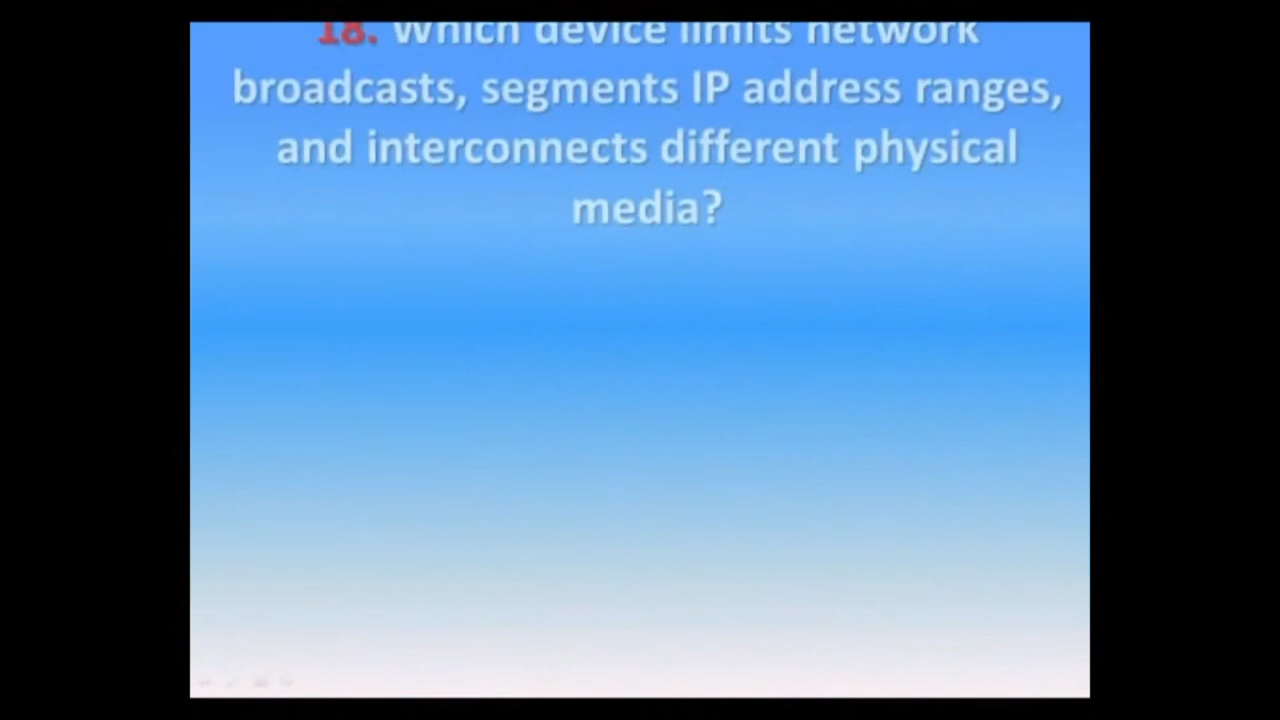 18. Which device limits network
broadcasts, segments IP address ranges,
and interconnects different physical
media?